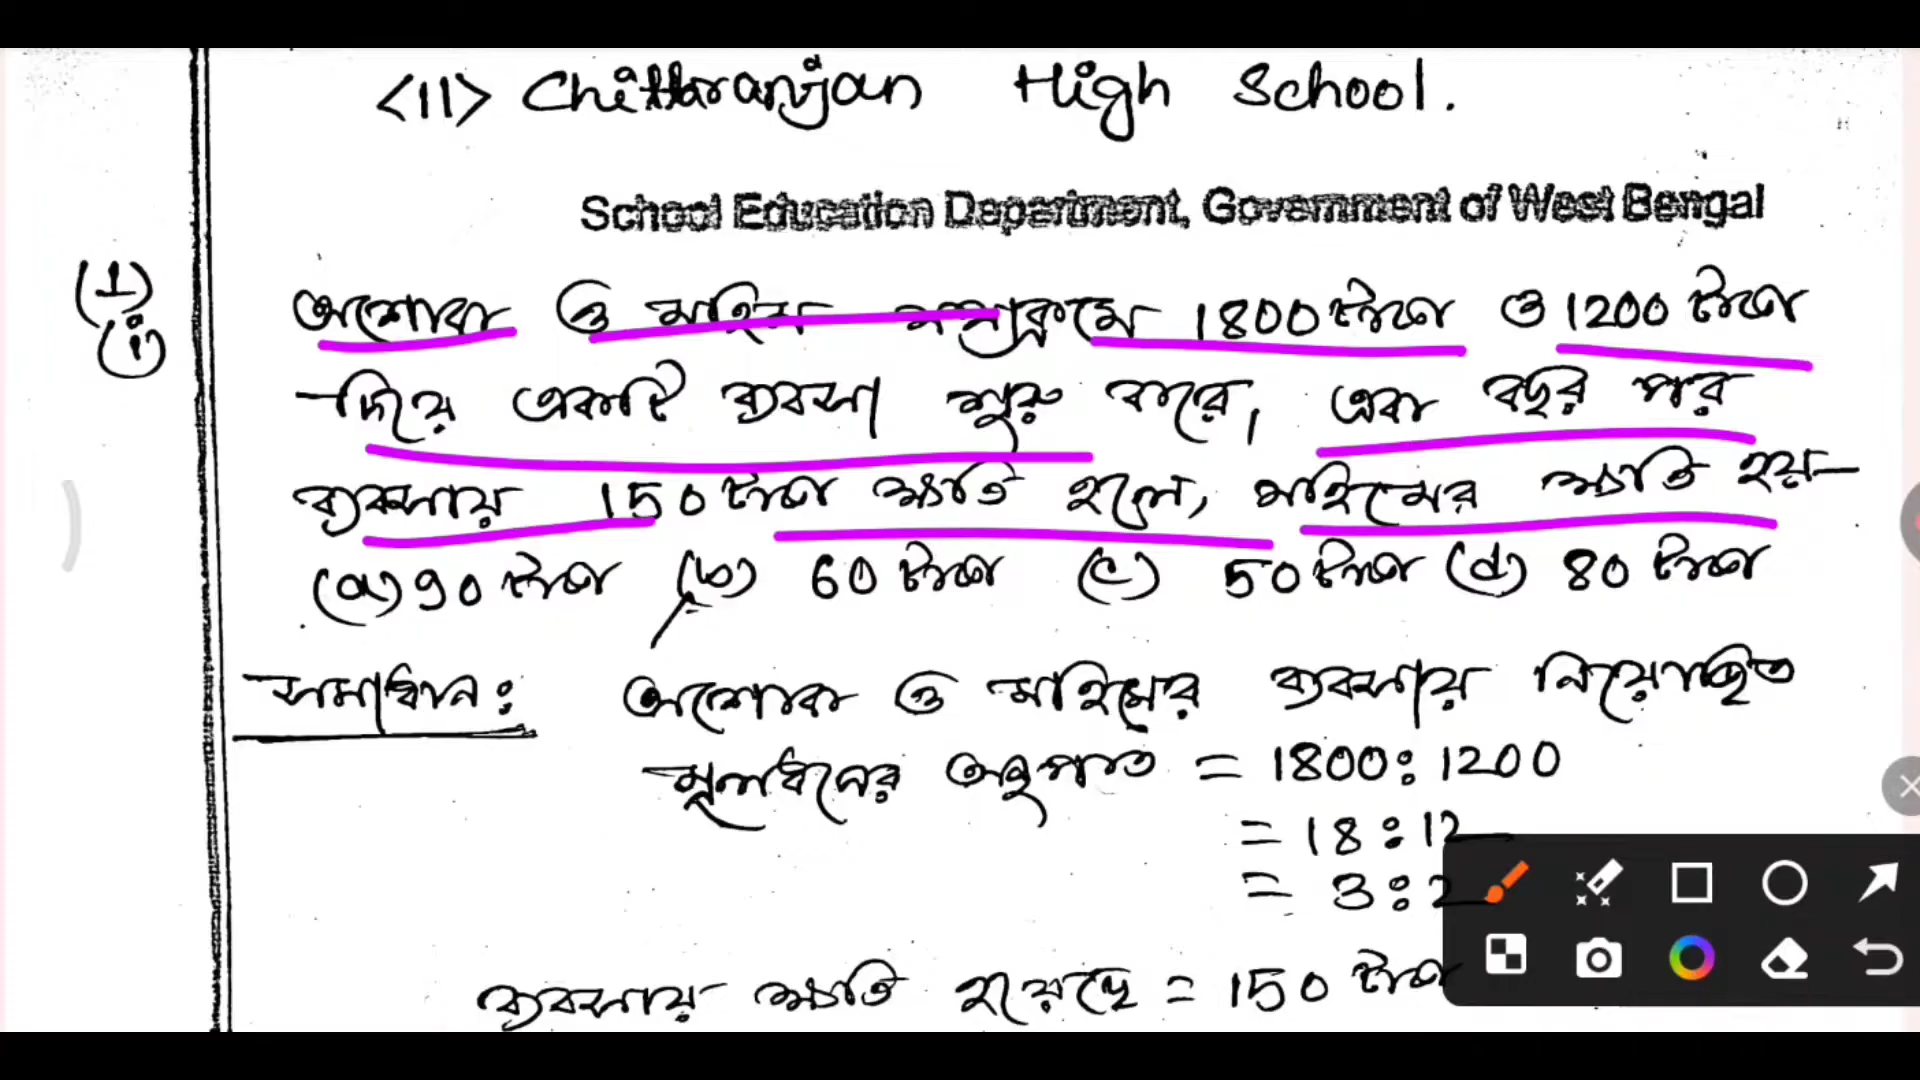 <11> Chittaranjan High School.
School Education Department, Government of West Bengal
(1)
(i)
অশোক ও মহিম যথাক্রমে 1800 টাকা ও 1200 টাকা
দিয়ে একটি ব্যবসা শুরু করে, এক বছর পর
ব্যবসায় 150 টাকা ক্ষতি হলে, মহিমের ক্ষতি হয়—
(a) 90 টাকা (b) 60 টাকা (c) 50 টাকা (d) 80 টাকা
সমাধান: অশোক ও মহিমের ব্যবসায় নিয়োজিত
মূলধনের অনুপাত = 1800 : 1200
= 18 : 12
= 3 : 2
ব্যবসায় ক্ষতি হয়েছে = 150 টাকা